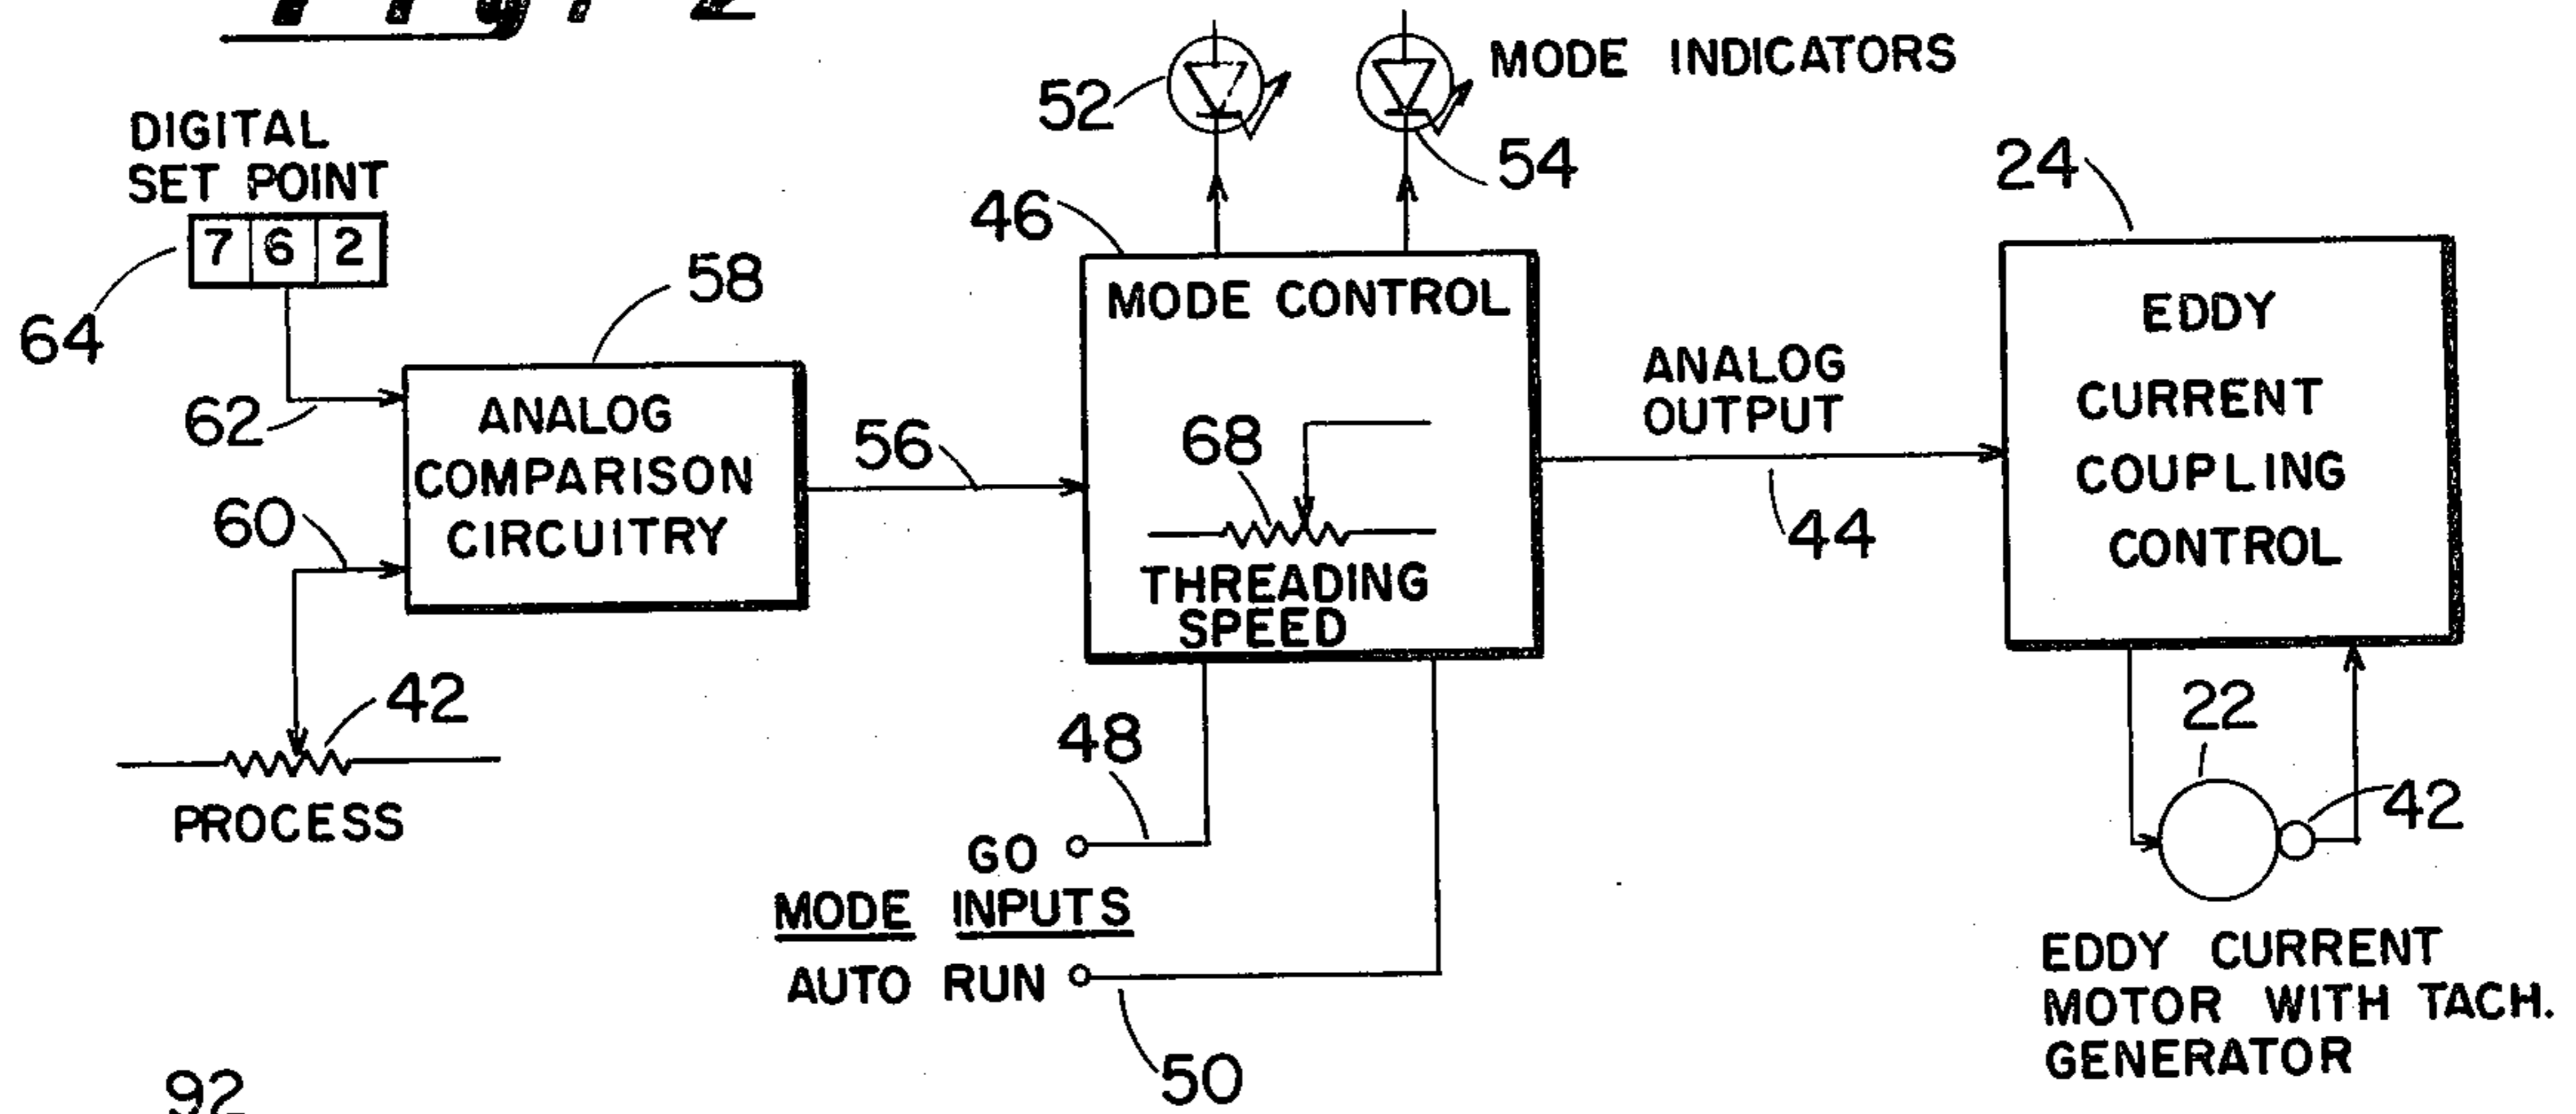 Fig. 2
MODE INDICATORS
52
54
DIGITAL
SET POINT
7 6 2
64
62
58
ANALOG
COMPARISON
CIRCUITRY
60
42
PROCESS
56
46
MODE CONTROL
68
THREADING
SPEED
48
GO
MODE INPUTS
AUTO RUN
50
ANALOG
OUTPUT
44
24
EDDY
CURRENT
COUPLING
CONTROL
22
42
EDDY CURRENT
MOTOR WITH TACH.
GENERATOR
92